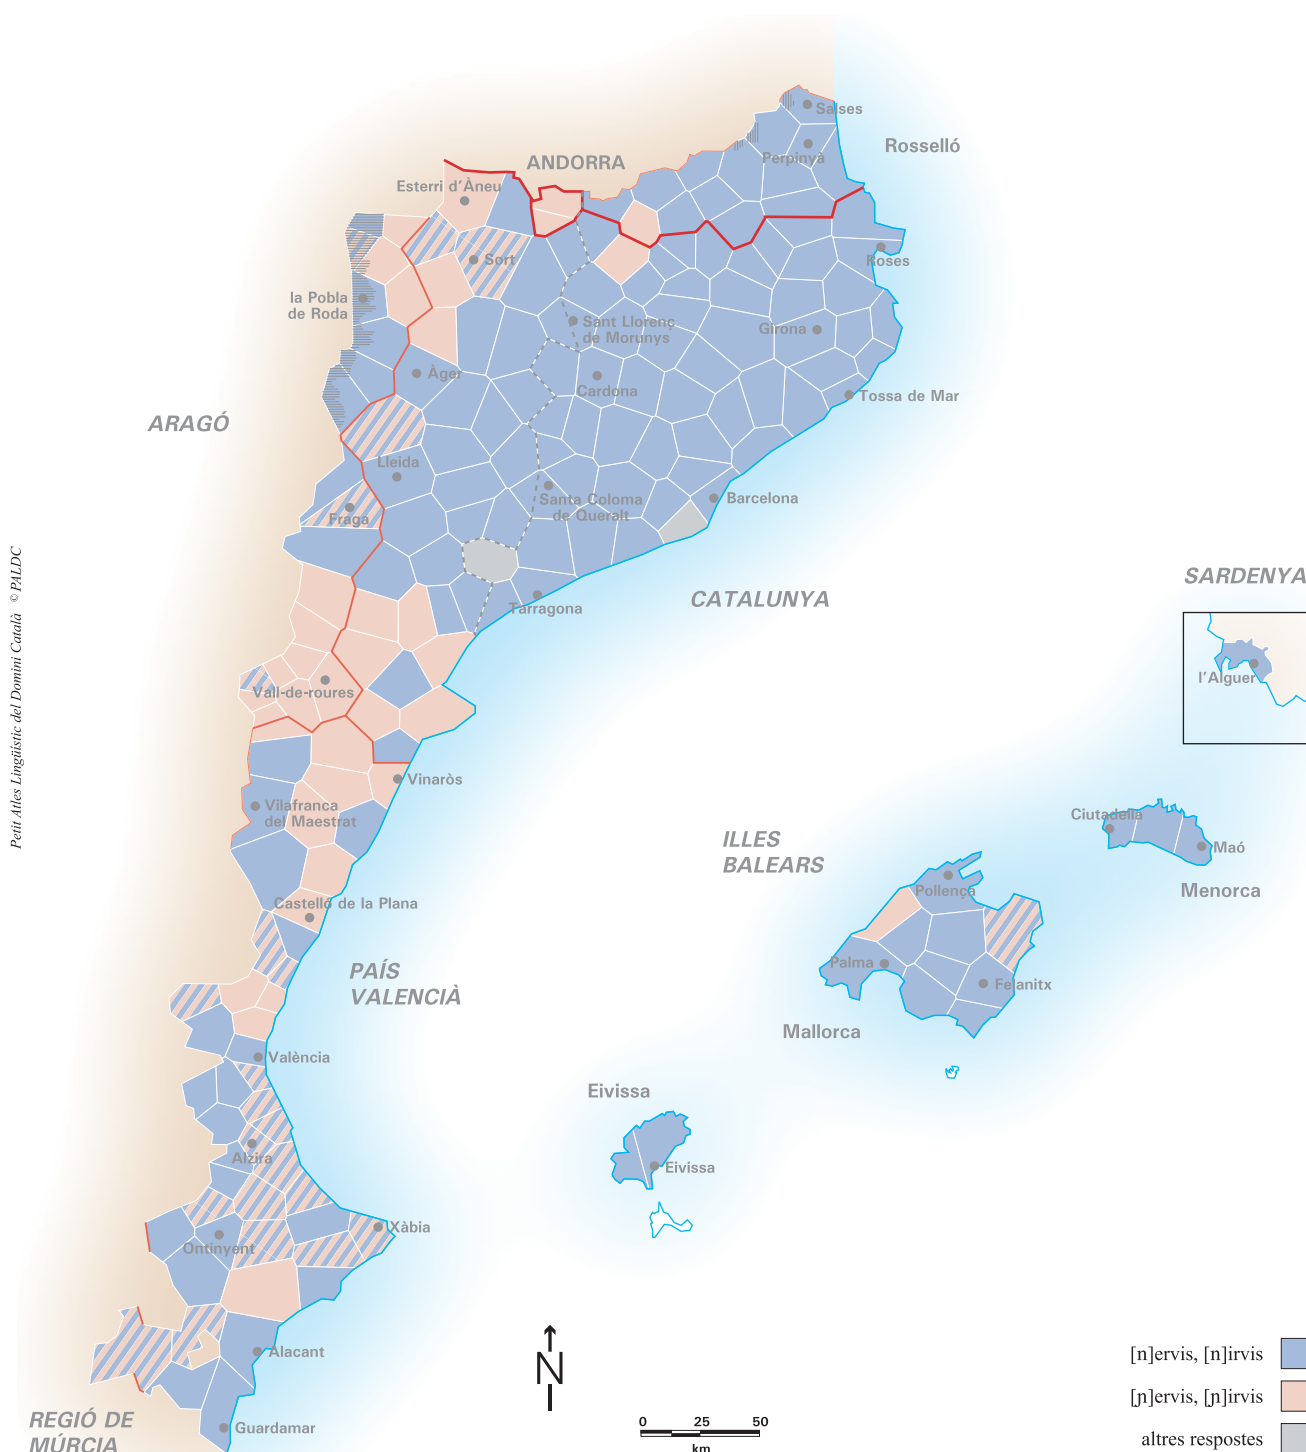 Salses
Rosselló
Perpinyà
ANDORRA
Esterri d'Àneu
Sort
Roses
la Pobla
de Roda
Sant Llorenç
de Morunys
Girona
Àger
Cardona
Tossa de Mar
ARAGÓ
Lleida
Barcelona
Santa Coloma
de Queralt
Fraga
SARDENYA
Tarragona
CATALUNYA
l'Alguer
Vall-de-roures
Petit Atles Lingüístic del Domini Català © PALDC
Vinaròs
Vilafranca
del Maestrat
Ciutadella
ILLES
BALEARS
Maó
Pollença
Menorca
Castelló de la Plana
Palma
PAÍS
VALENCIÀ
Felanitx
Mallorca
València
Eivissa
Alzira
Eivissa
Xàbia
Ontinyent
Alacant
N
[n]ervis, [n]irvis
[ɲ]ervis, [ɲ]irvis
altres respostes
REGIÓ DE
MÚRCIA
Guardamar
0 25 50
km